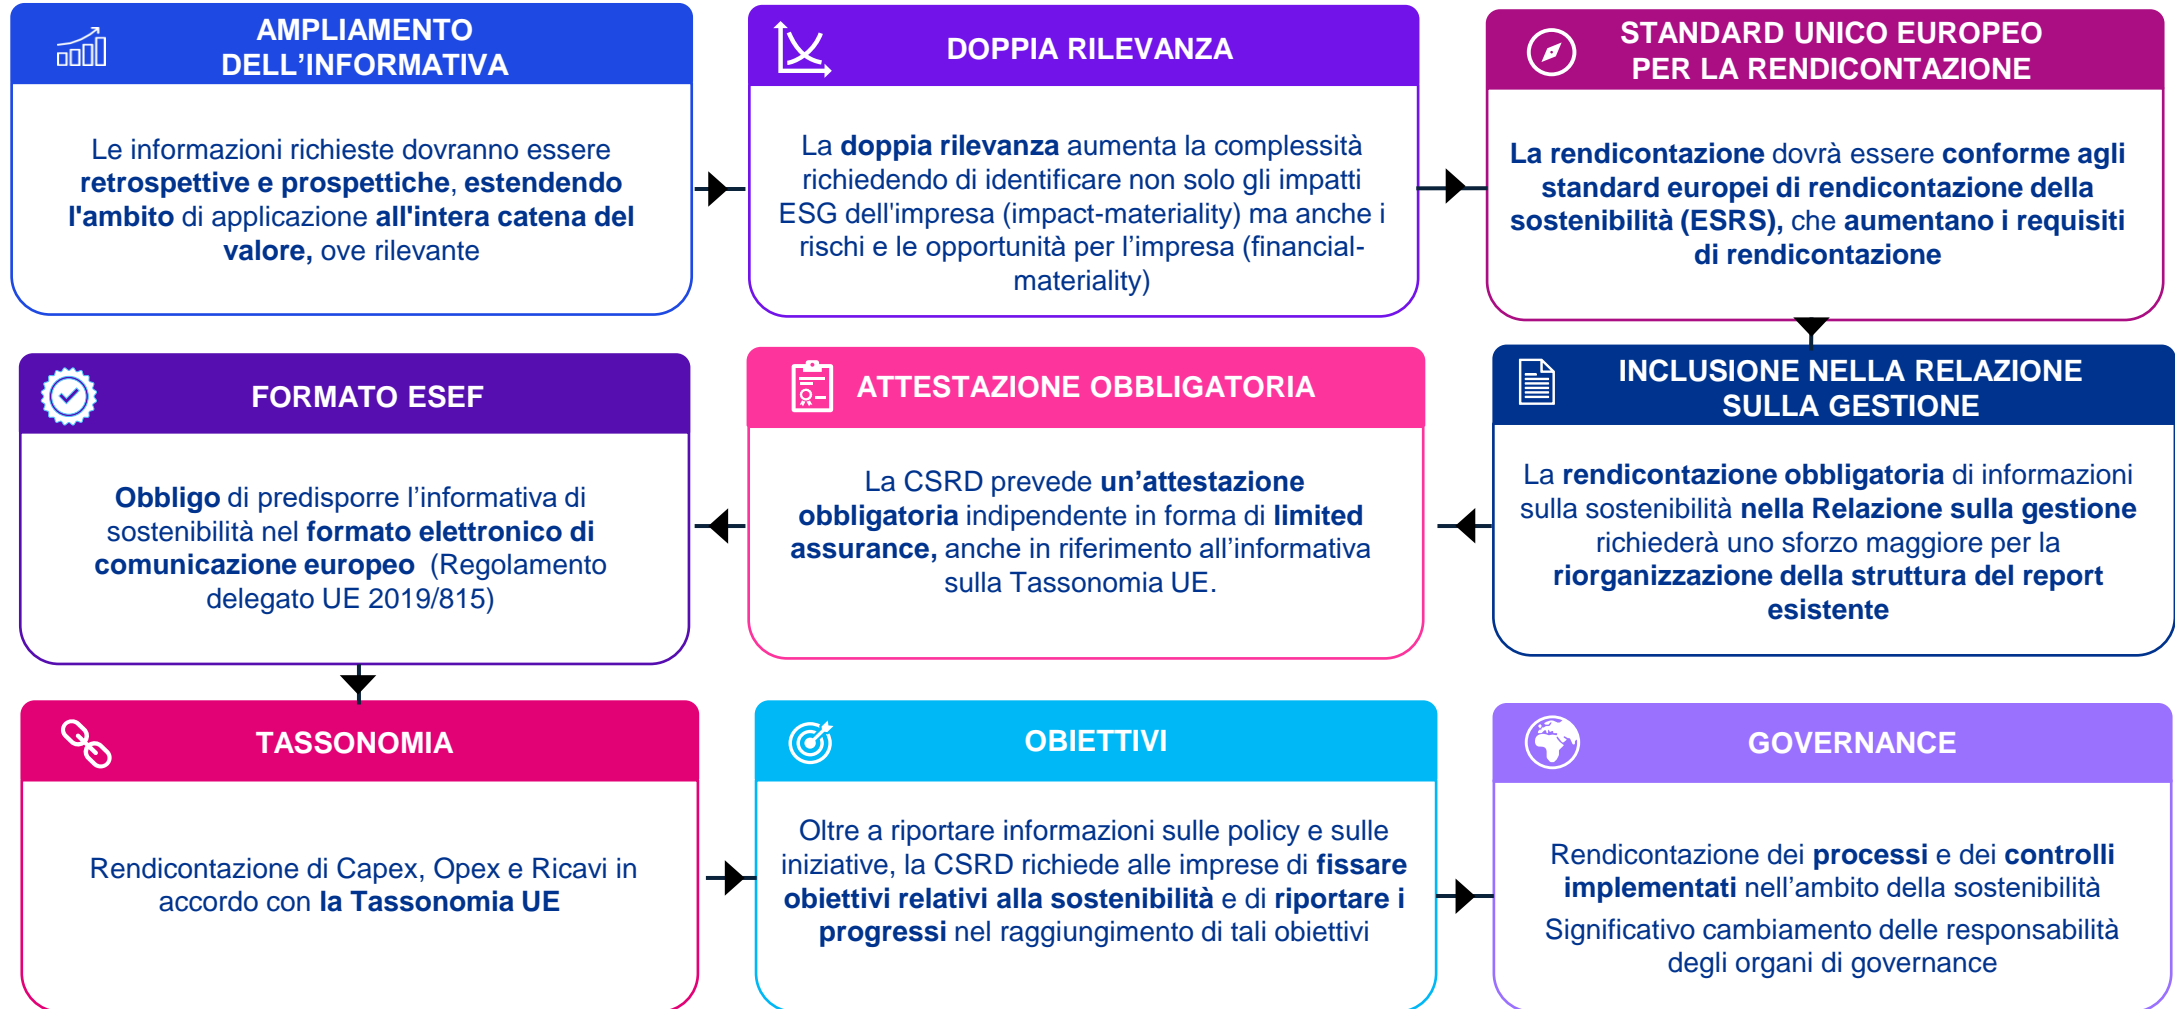 AMPLIAMENTO
DELL’INFORMATIVA
Le informazioni richieste dovranno essere
retrospettive e prospettiche, estendendo
l'ambito di applicazione all'intera catena del
valore, ove rilevante
DOPPIA RILEVANZA
La doppia rilevanza aumenta la complessità
richiedendo di identificare non solo gli impatti
ESG dell'impresa (impact-materiality) ma anche i
rischi e le opportunità per l’impresa (financial-
materiality)
STANDARD UNICO EUROPEO
PER LA RENDICONTAZIONE
La rendicontazione dovrà essere conforme agli
standard europei di rendicontazione della
sostenibilità (ESRS), che aumentano i requisiti
di rendicontazione
INCLUSIONE NELLA RELAZIONE
SULLA GESTIONE
La rendicontazione obbligatoria di informazioni
sulla sostenibilità nella Relazione sulla gestione
richiederà uno sforzo maggiore per la
riorganizzazione della struttura del report
esistente
ATTESTAZIONE OBBLIGATORIA
La CSRD prevede un’attestazione
obbligatoria indipendente in forma di limited
assurance, anche in riferimento all’informativa
sulla Tassonomia UE.
FORMATO ESEF
Obbligo di predisporre l’informativa di
sostenibilità nel formato elettronico di
comunicazione europeo (Regolamento
delegato UE 2019/815)
TASSONOMIA
Rendicontazione di Capex, Opex e Ricavi in
accordo con la Tassonomia UE
OBIETTIVI
Oltre a riportare informazioni sulle policy e sulle
iniziative, la CSRD richiede alle imprese di fissare
obiettivi relativi alla sostenibilità e di riportare i
progressi nel raggiungimento di tali obiettivi
GOVERNANCE
Rendicontazione dei processi e dei controlli
implementati nell’ambito della sostenibilità
Significativo cambiamento delle responsabilità
degli organi di governance